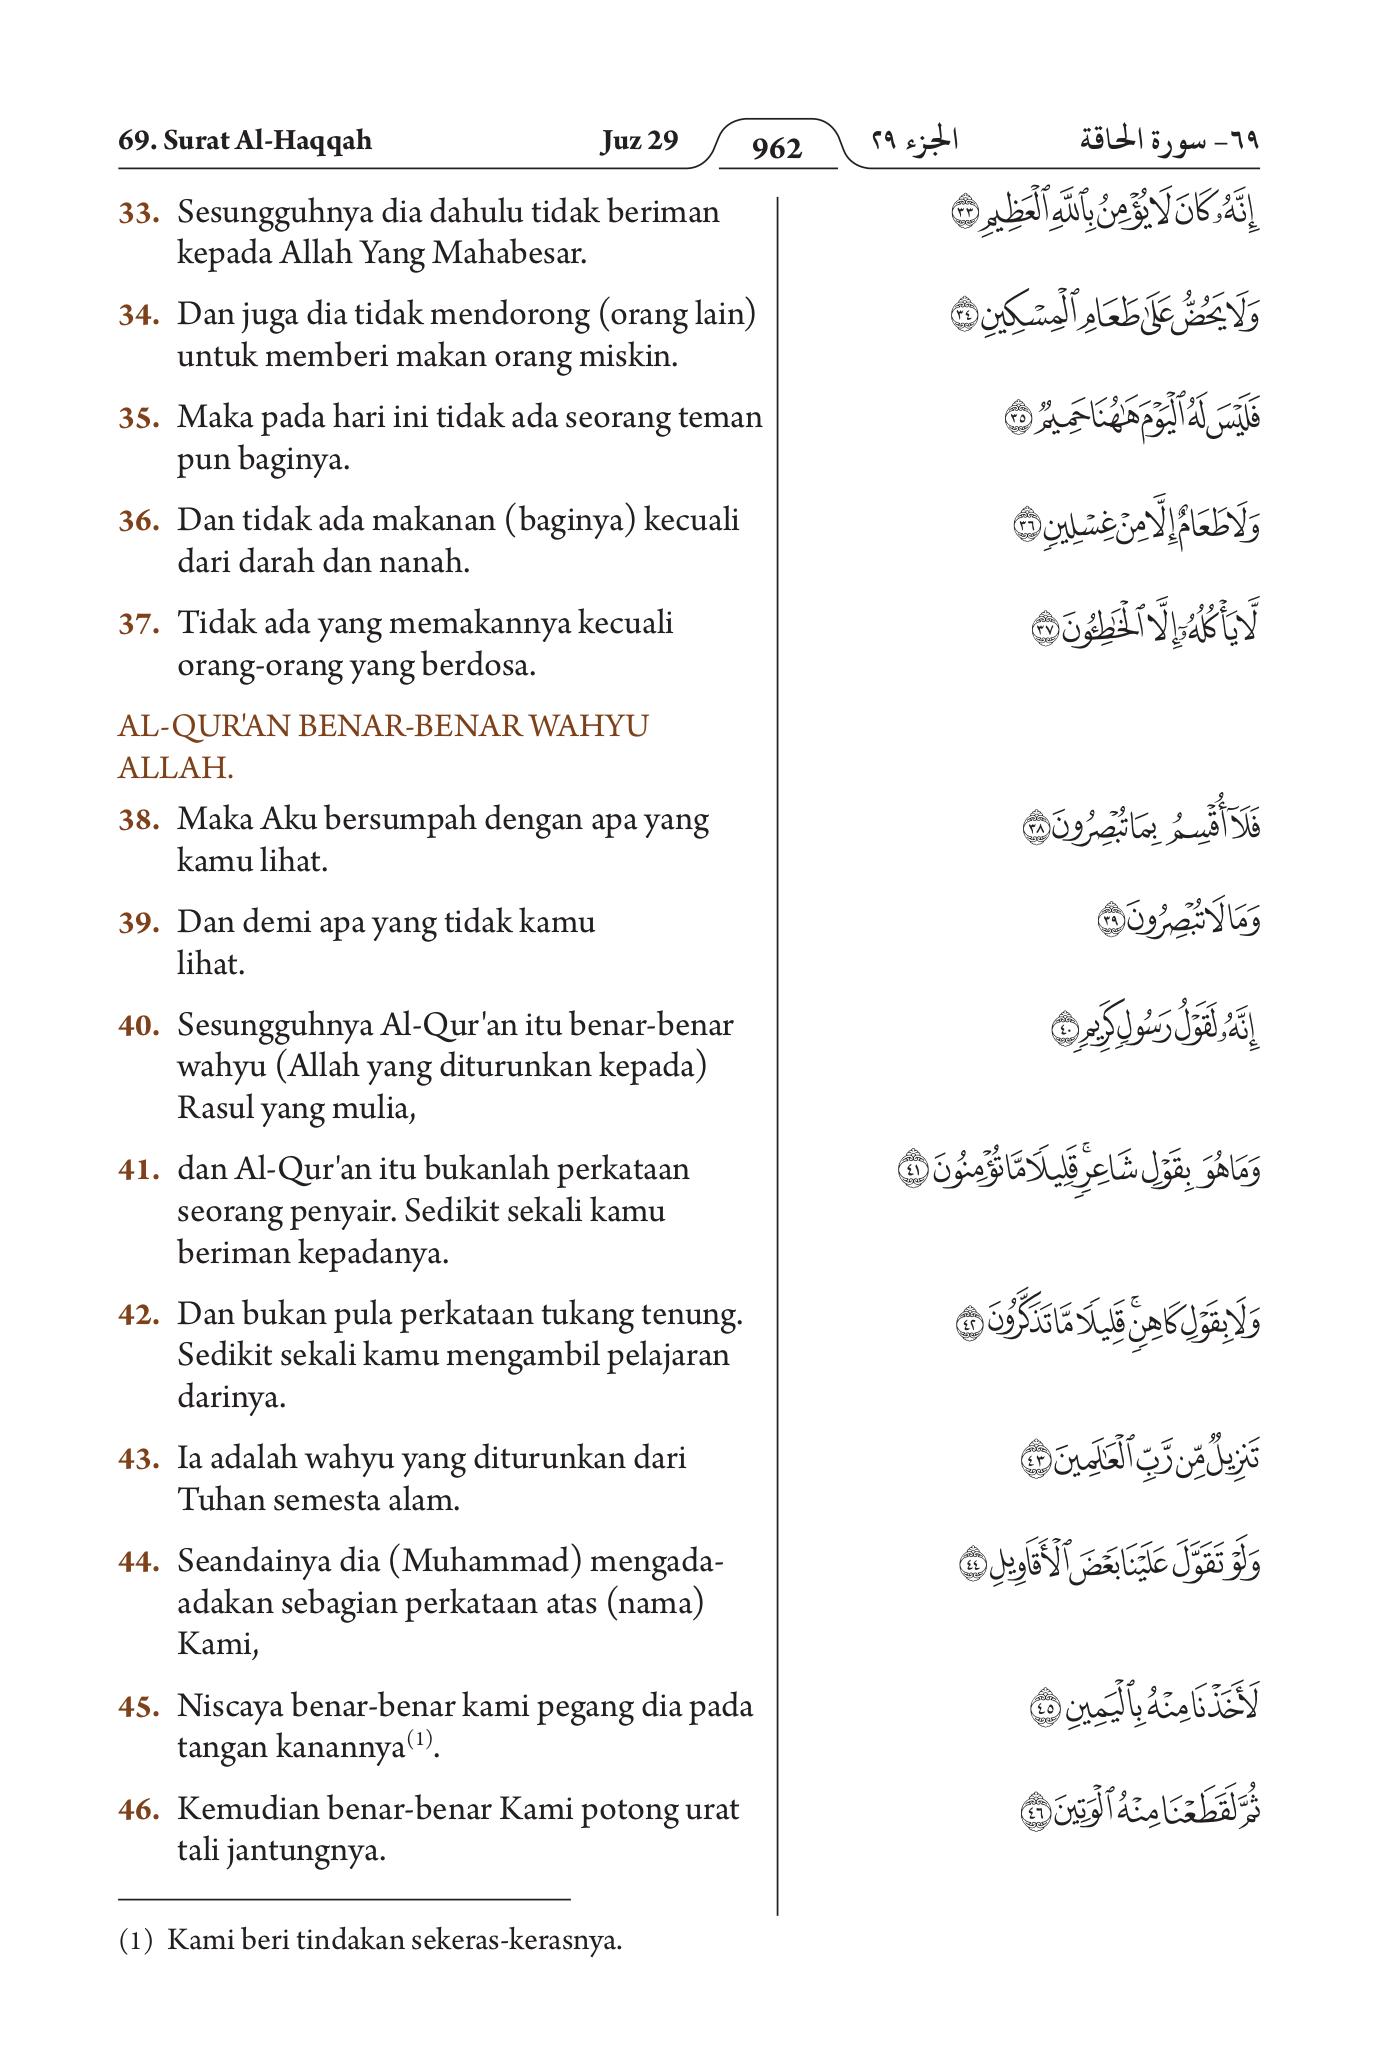 69. Surat Al-Haqqah Juz 29 962 الجزء ٢٩ ٦٩- سورة الحاقة
33. Sesungguhnya dia dahulu tidak beriman
kepada Allah Yang Mahabesar.
إِنَّهُۥ كَانَ لَا يُؤْمِنُ بِٱللَّهِ ٱلْعَظِيمِ ٣٣
34. Dan juga dia tidak mendorong (orang lain)
untuk memberi makan orang miskin.
وَلَا يَحُضُّ عَلَىٰ طَعَامِ ٱلْمِسْكِينِ ٣٤
35. Maka pada hari ini tidak ada seorang teman
pun baginya.
فَلَيْسَ لَهُ ٱلْيَوْمَ هَٰهُنَا حَمِيمٌ ٣٥
36. Dan tidak ada makanan (baginya) kecuali
dari darah dan nanah.
وَلَا طَعَامٌ إِلَّا مِنْ غِسْلِينٍ ٣٦
37. Tidak ada yang memakannya kecuali
orang-orang yang berdosa.
لَّا يَأْكُلُهُۥٓ إِلَّا ٱلْخَٰطِـُٔونَ ٣٧
AL-QUR'AN BENAR-BENAR WAHYU
ALLAH.
38. Maka Aku bersumpah dengan apa yang
kamu lihat.
فَلَآ أُقْسِمُ بِمَا تُبْصِرُونَ ٣٨
39. Dan demi apa yang tidak kamu
lihat.
وَمَا لَا تُبْصِرُونَ ٣٩
40. Sesungguhnya Al-Qur'an itu benar-benar
wahyu (Allah yang diturunkan kepada)
Rasul yang mulia,
إِنَّهُۥ لَقَوْلُ رَسُولٍ كَرِيمٍ ٤٠
41. dan Al-Qur'an itu bukanlah perkataan
seorang penyair. Sedikit sekali kamu
beriman kepadanya.
وَمَا هُوَ بِقَوْلِ شَاعِرٍ ۚ قَلِيلًا مَّا تُؤْمِنُونَ ٤١
42. Dan bukan pula perkataan tukang tenung.
Sedikit sekali kamu mengambil pelajaran
darinya.
وَلَا بِقَوْلِ كَاهِنٍ ۚ قَلِيلًا مَّا تَذَكَّرُونَ ٤٢
43. Ia adalah wahyu yang diturunkan dari
Tuhan semesta alam.
تَنزِيلٌ مِّن رَّبِّ ٱلْعَٰلَمِينَ ٤٣
44. Seandainya dia (Muhammad) mengada-
adakan sebagian perkataan atas (nama)
Kami,
وَلَوْ تَقَوَّلَ عَلَيْنَا بَعْضَ ٱلْأَقَاوِيلِ ٤٤
45. Niscaya benar-benar kami pegang dia pada
tangan kanannya(1).
لَأَخَذْنَا مِنْهُ بِٱلْيَمِينِ ٤٥
46. Kemudian benar-benar Kami potong urat
tali jantungnya.
ثُمَّ لَقَطَعْنَا مِنْهُ ٱلْوَتِينَ ٤٦
(1) Kami beri tindakan sekeras-kerasnya.